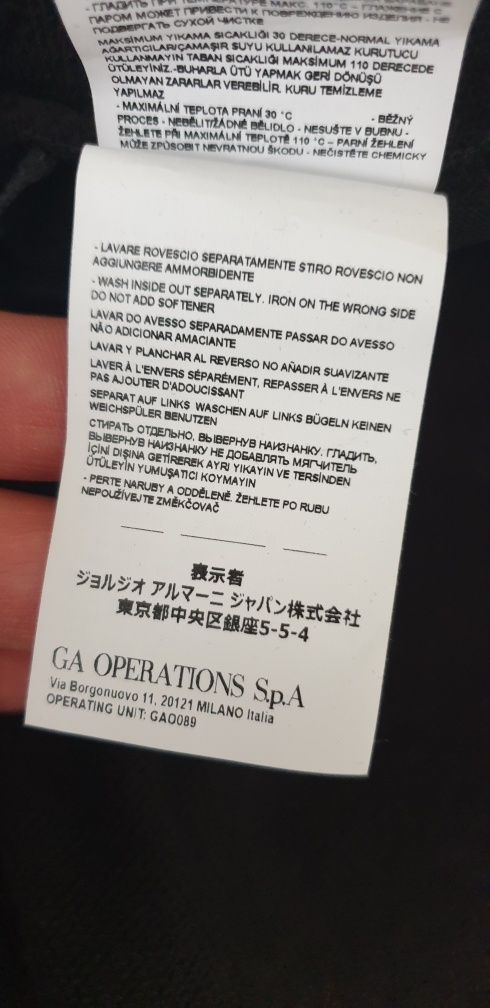 - ГЛАДИТЬ ПРИ ТЕМПЕРАТУРЕ МАКС. 110°C – ГЛАЖЕНИЕ С
ПАРОМ МОЖЕТ ПРИВЕСТИ К ПОВРЕЖДЕНИЮ ИЗДЕЛИЯ - НЕ
ПОДВЕРГАТЬ СУХОЙ ЧИСТКЕ
MAKSİMUM YIKAMA SICAKLIĞI 30 DERECE-NORMAL YIKAMA
AĞARTICILAR/ÇAMAŞIR SUYU KULLANILAMAZ KURUTUCU
KULLANMAYIN TABAN SICAKLIĞI MAKSİMUM 110 DERECEDE
ÜTÜLEYİNİZ.-BUHARLA ÜTÜ YAPMAK GERİ DÖNÜŞÜ
OLMAYAN ZARARLAR VEREBİLİR. KURU TEMİZLEME
YAPILMAZ
- MAXIMÁLNÍ TEPLOTA PRANÍ 30 °C - BĚŽNÝ
PROCES - NEBĚLIT/ŽÁDNÉ BĚLIDLO - NESUŠTE V BUBNU -
ŽEHLETE PŘI MAXIMÁLNÍ TEPLOTĚ 110 °C – PARNÍ ŽEHLENÍ
MŮŽE ZPŮSOBIT NEVRATNOU ŠKODU - NEČISTĚTE CHEMICKY
- LAVARE ROVESCIO SEPARATAMENTE STIRO ROVESCIO NON
AGGIUNGERE AMMORBIDENTE
- WASH INSIDE OUT SEPARATELY. IRON ON THE WRONG SIDE
DO NOT ADD SOFTENER
LAVAR DO AVESSO SEPARADAMENTE PASSAR DO AVESSO
NÃO ADICIONAR AMACIANTE
LAVAR Y PLANCHAR AL REVERSO NO AÑADIR SUAVIZANTE
LAVER À L'ENVERS SÉPARÉMENT, REPASSER À L'ENVERS NE
PAS AJOUTER D'ADOUCISSANT
SEPARAT AUF LINKS WASCHEN AUF LINKS BÜGELN KEINEN
WEICHSPÜLER BENUTZEN
СТИРАТЬ ОТДЕЛЬНО, ВЫВЕРНУВ НАИЗНАНКУ. ГЛАДИТЬ,
ВЫВЕРНУВ НАИЗНАНКУ НЕ ДОБАВЛЯТЬ МЯГЧИТЕЛЬ
İÇİNİ DIŞINA GETİREREK AYRI YIKAYIN VE TERSİNDEN
ÜTÜLEYİN YUMUŞATICI KOYMAYIN
- PERTE NARUBY A ODDĚLENĚ. ŽEHLETE PO RUBU
NEPOUŽÍVEJTE ZMĚKČOVAČ
表示者
ジョルジオ アルマーニ ジャパン株式会社
東京都中央区銀座5-5-4
GA OPERATIONS S.p.A
Via Borgonuovo 11, 20121 MILANO Italia
OPERATING UNIT: GAO089